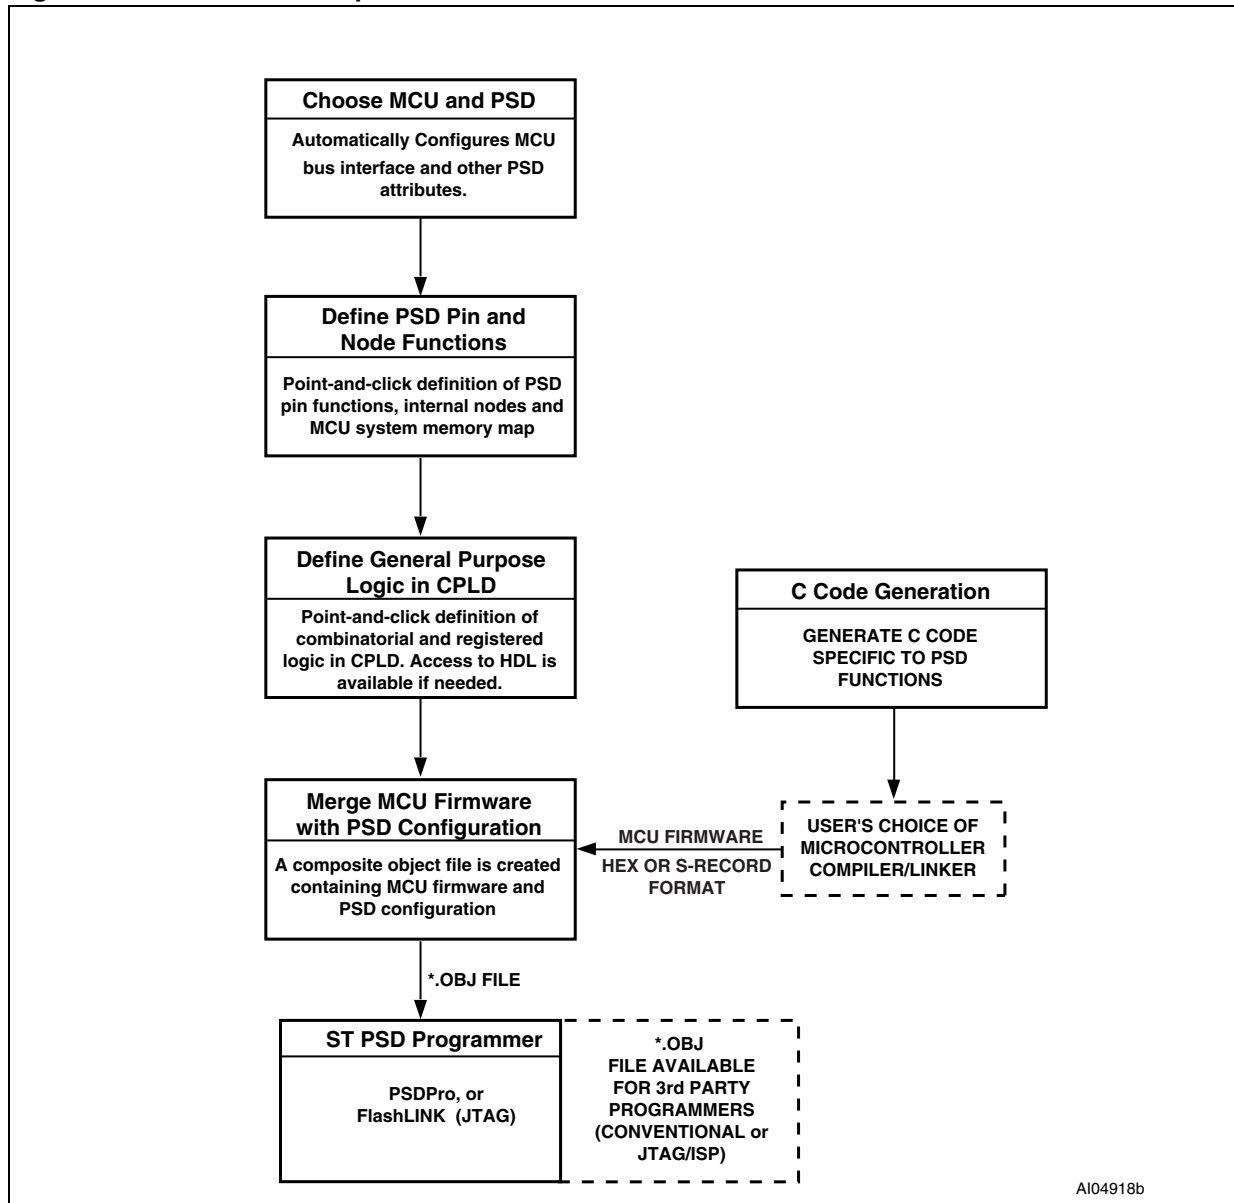 Choose MCU and PSD
Automatically Configures MCU
bus interface and other PSD
attributes.
Define PSD Pin and
Node Functions
Point-and-click definition of PSD
pin functions, internal nodes and
MCU system memory map
Define General Purpose
Logic in CPLD
Point-and-click definition of
combinatorial and registered
logic in CPLD. Access to HDL is
available if needed.
C Code Generation
GENERATE C CODE
SPECIFIC TO PSD
FUNCTIONS
Merge MCU Firmware
with PSD Configuration
A composite object file is created
containing MCU firmware and
PSD configuration
MCU FIRMWARE
HEX OR S-RECORD
FORMAT
USER'S CHOICE OF
MICROCONTROLLER
COMPILER/LINKER
*.OBJ FILE
ST PSD Programmer
PSDPro, or
FlashLINK (JTAG)
*.OBJ
FILE AVAILABLE
FOR 3rd PARTY
PROGRAMMERS
(CONVENTIONAL or
JTAG/ISP)
AI04918b